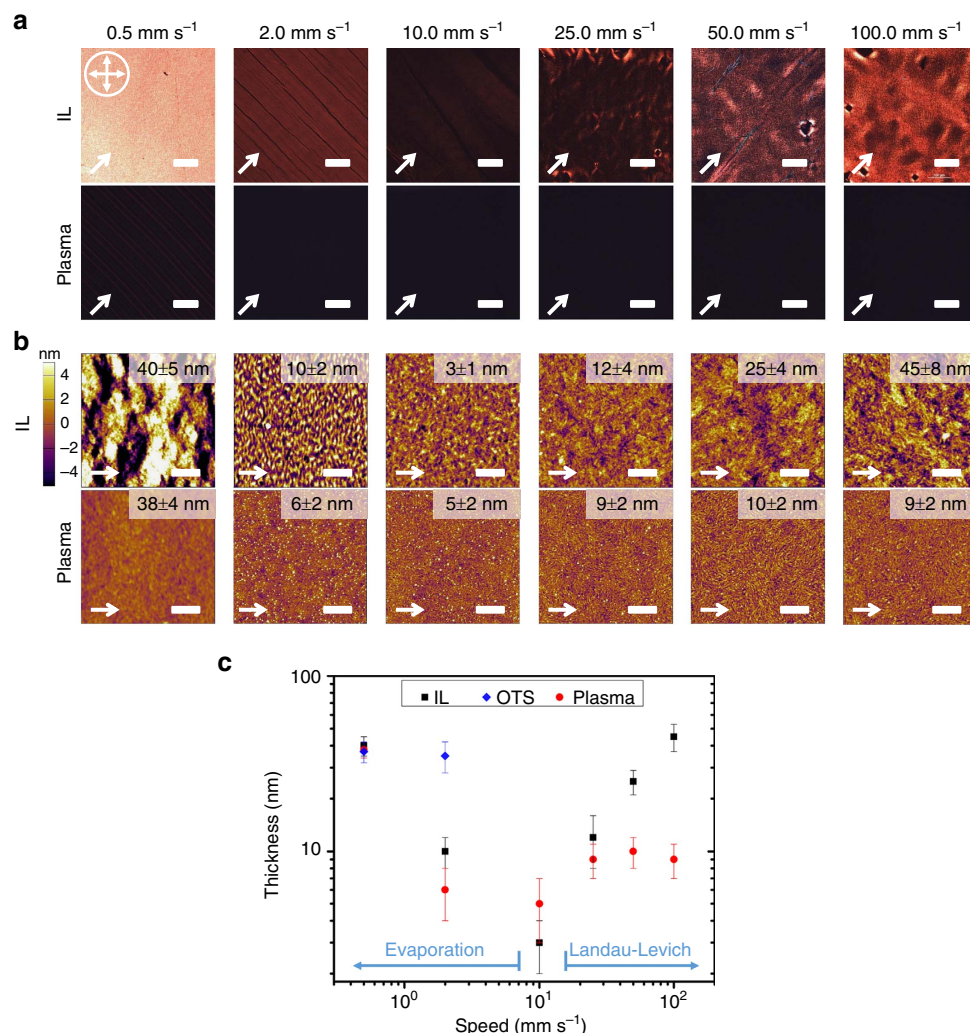 a
0.5 mm s⁻¹ 2.0 mm s⁻¹ 10.0 mm s⁻¹ 25.0 mm s⁻¹ 50.0 mm s⁻¹ 100.0 mm s⁻¹
IL
Plasma
b
nm
4
2
0
−2
−4
IL
40±5 nm 10±2 nm 3±1 nm 12±4 nm 25±4 nm 45±8 nm
Plasma
38±4 nm 6±2 nm 5±2 nm 9±2 nm 10±2 nm 9±2 nm
c
100
IL OTS Plasma
Thickness (nm)
10
Evaporation Landau-Levich
10⁰ 10¹ 10²
Speed (mm s⁻¹)